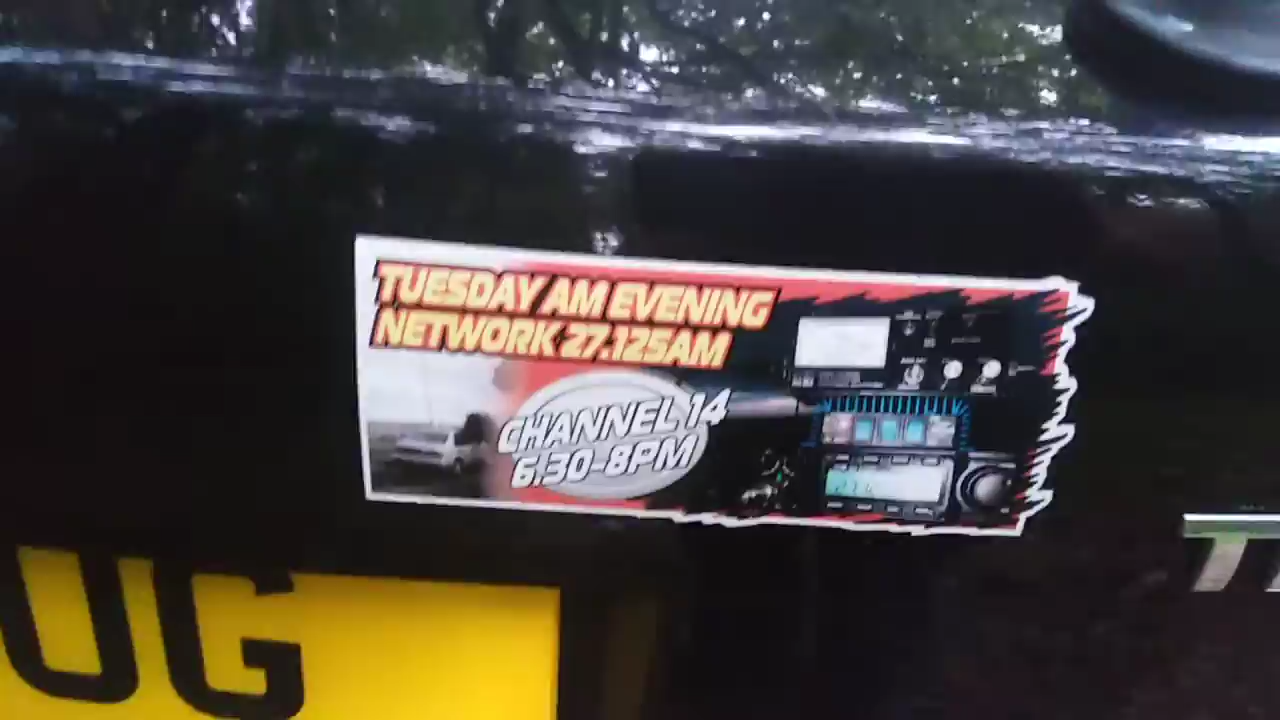 TUESDAY AM EVENING
NETWORK 27.125AM
CHANNEL 14
6.30-8PM
UG